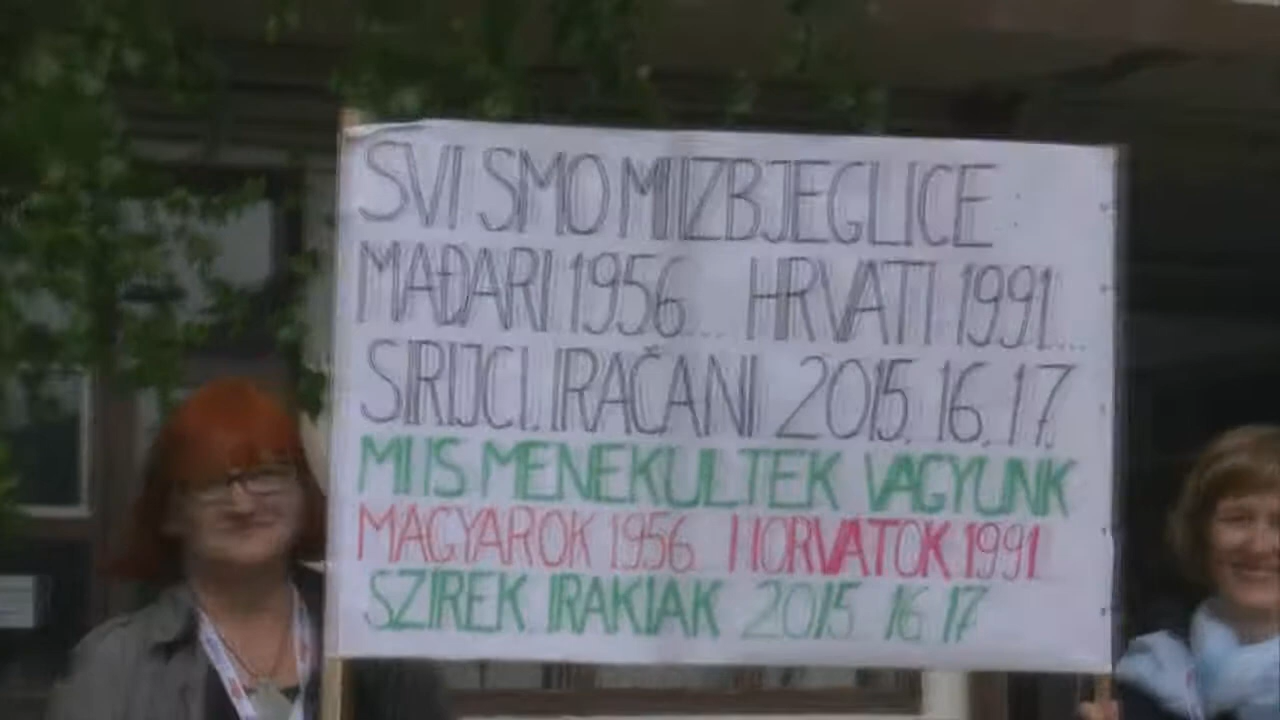 SVI SMO MI IZBJEGLICE
MAĐARI 1956... HRVATI 1991...
SIRIJCI, IRAČANI 2015. 16. 17.
MI IS MENEKULTEK VAGYUNK
MAGYAROK 1956 HORVATOK 1991
SZIREK IRAKIAK 2015 16 17